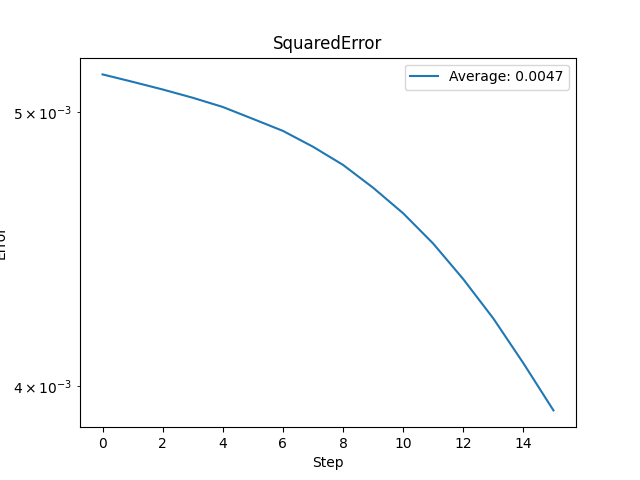 SquaredError
Average: 0.0047
5 × 10⁻³
4 × 10⁻³
Error
0 2 4 6 8 10 12 14
Step